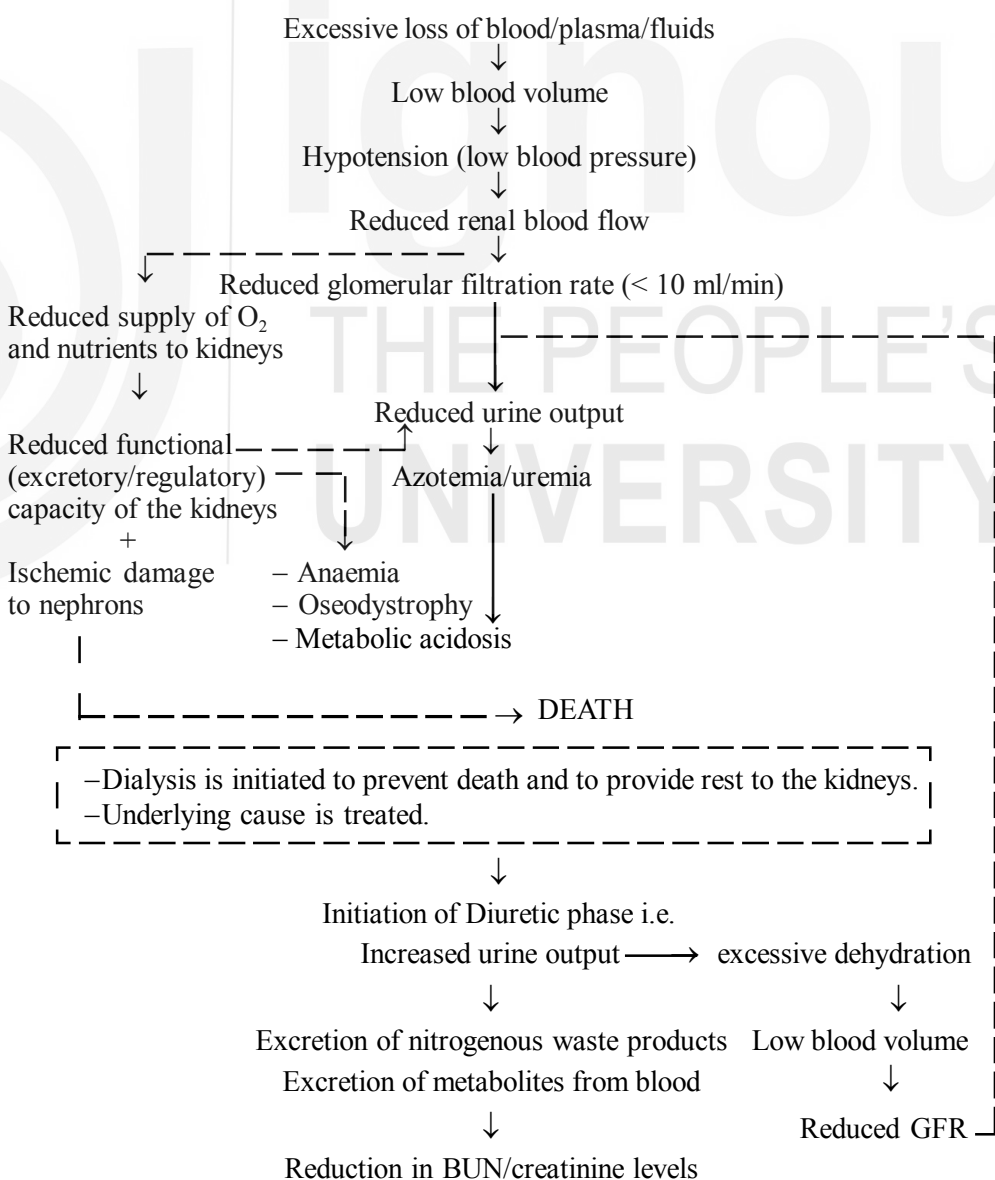 Excessive loss of blood/plasma/fluids
↓
Low blood volume
↓
Hypotension (low blood pressure)
↓
Reduced renal blood flow
↓
Reduced glomerular filtration rate (< 10 ml/min)
Reduced supply of O₂
and nutrients to kidneys
↓
Reduced urine output
↓
Reduced functional
(excretory/regulatory)
capacity of the kidneys
+
Ischemic damage
to nephrons
Azotemia/uremia
– Anaemia
– Oseodystrophy
– Metabolic acidosis
→ DEATH
–Dialysis is initiated to prevent death and to provide rest to the kidneys.
–Underlying cause is treated.
↓
Initiation of Diuretic phase i.e.
Increased urine output → excessive dehydration
↓ ↓
Excretion of nitrogenous waste products Low blood volume
Excretion of metabolites from blood ↓
↓ Reduced GFR
Reduction in BUN/creatinine levels
ignou
THE PEOPLE'S
UNIVERSITY